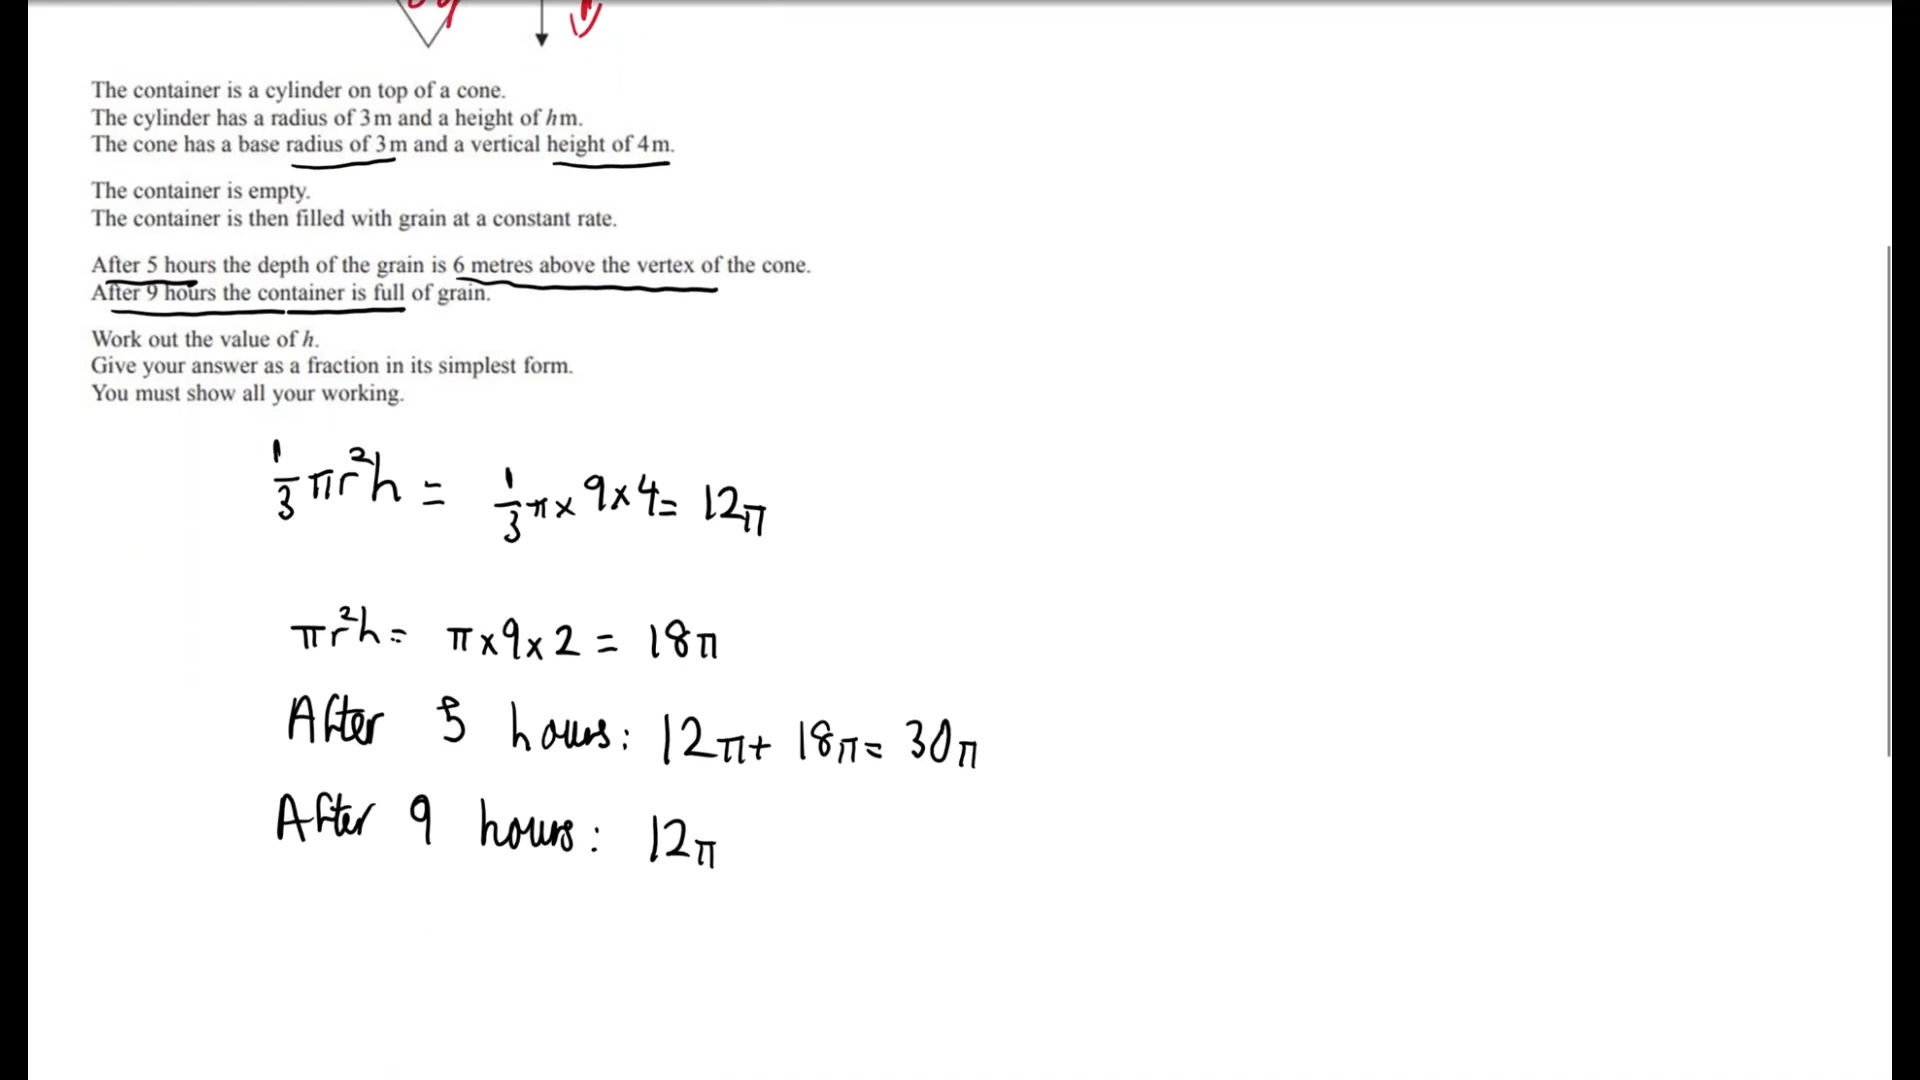 The container is a cylinder on top of a cone.
The cylinder has a radius of 3 m and a height of h m.
The cone has a base radius of 3 m and a vertical height of 4 m.
The container is empty.
The container is then filled with grain at a constant rate.
After 5 hours the depth of the grain is 6 metres above the vertex of the cone.
After 9 hours the container is full of grain.
Work out the value of h.
Give your answer as a fraction in its simplest form.
You must show all your working.
1/3 πr²h = 1/3 π × 9 × 4 = 12π
πr²h = π × 9 × 2 = 18π
After 5 hours: 12π + 18π = 30π
After 9 hours: 12π